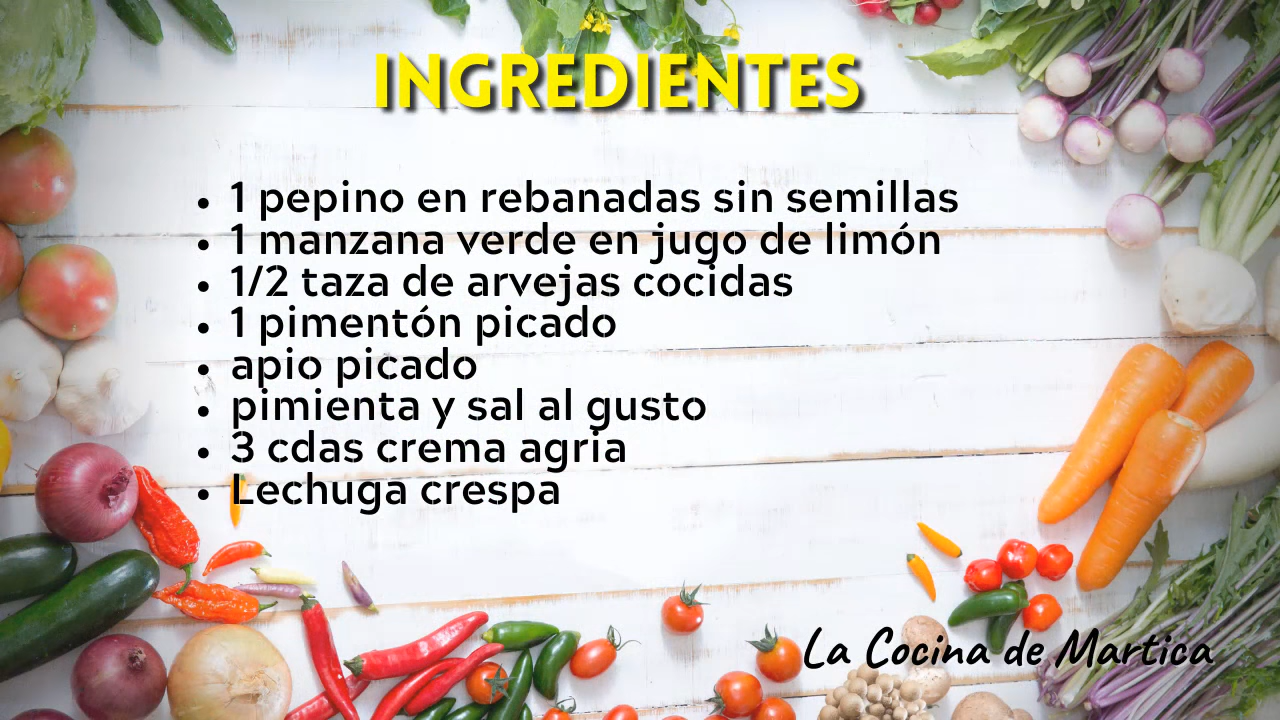 INGREDIENTES
• 1 pepino en rebanadas sin semillas
• 1 manzana verde en jugo de limón
• 1/2 taza de arvejas cocidas
• 1 pimentón picado
• apio picado
• pimienta y sal al gusto
• 3 cdas crema agria
• Lechuga crespa
La Cocina de Martica